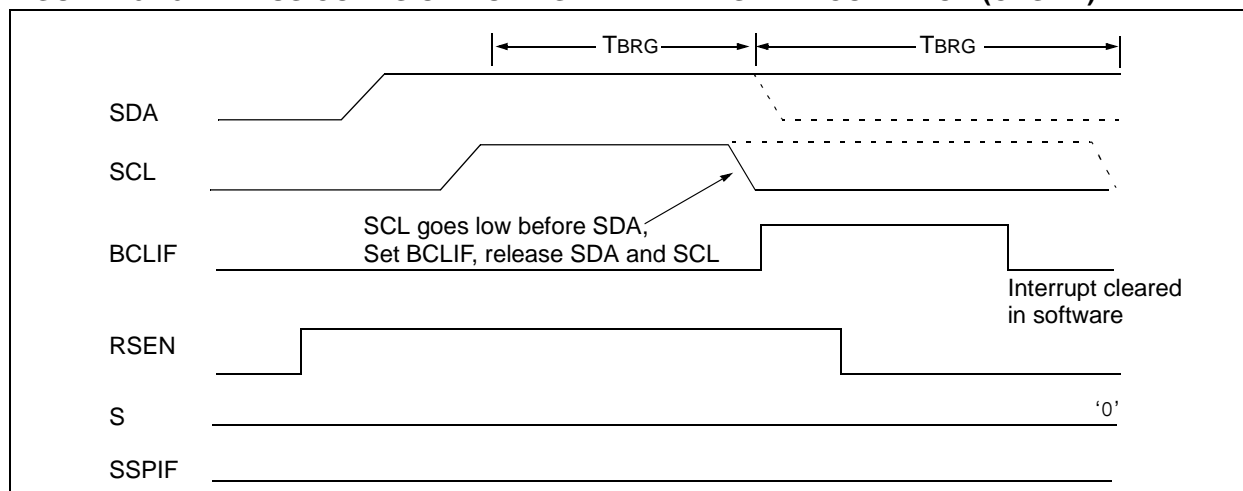 TBRG
TBRG
SDA
SCL
SCL goes low before SDA,
Set BCLIF, release SDA and SCL
BCLIF
Interrupt cleared
in software
RSEN
S
‘0’
SSPIF